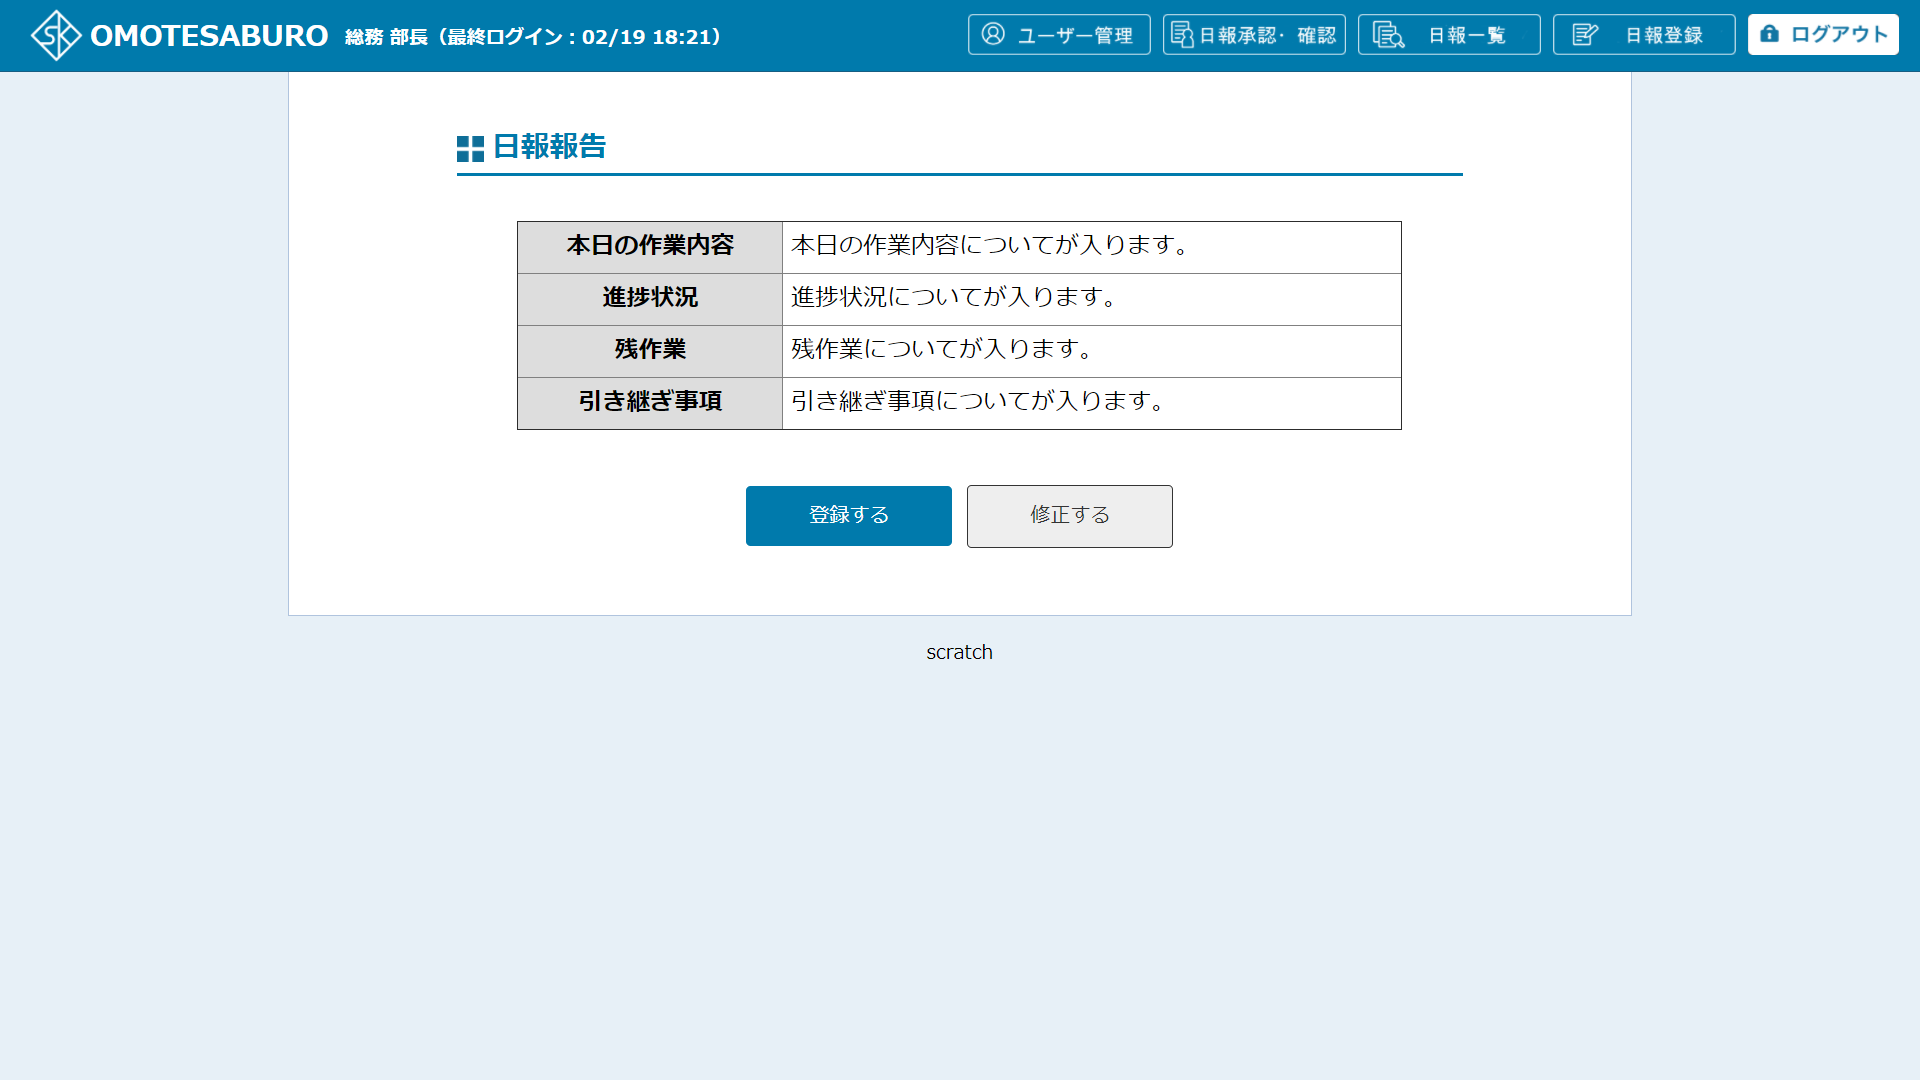 SK OMOTESABURO 総務 部長（最終ログイン：02/19 18:21） ユーザー管理 日報承認・確認 日報一覧 日報登録 ログアウト
日報報告
本日の作業内容 本日の作業内容についてが入ります。
進捗状況 進捗状況についてが入ります。
残作業 残作業についてが入ります。
引き継ぎ事項 引き継ぎ事項についてが入ります。
登録する 修正する
scratch